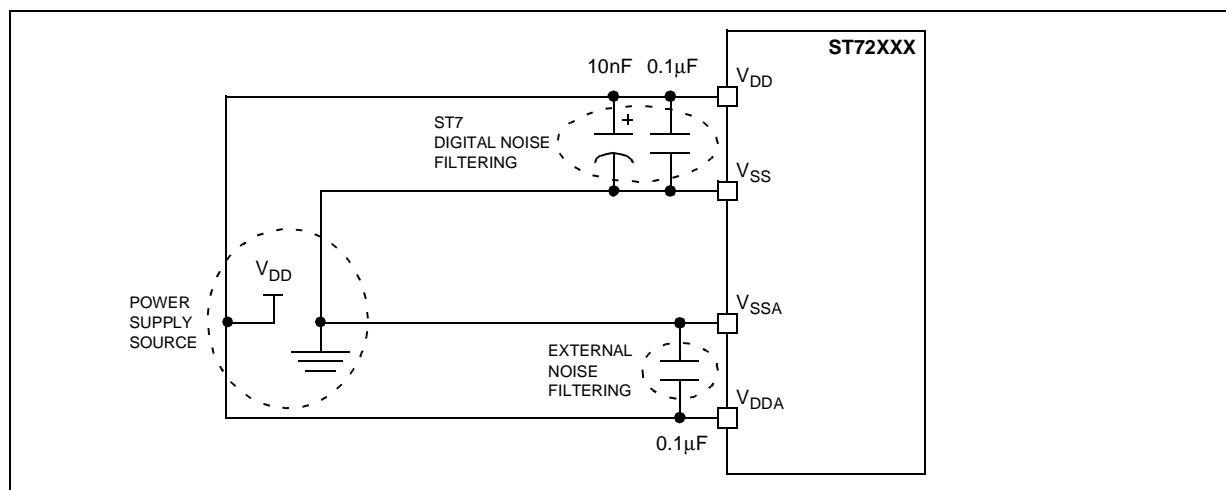 ST72XXX
10nF 0.1μF
VDD
ST7
DIGITAL NOISE
FILTERING
+
VSS
VDD
POWER
SUPPLY
SOURCE
VSSA
EXTERNAL
NOISE
FILTERING
VDDA
0.1μF